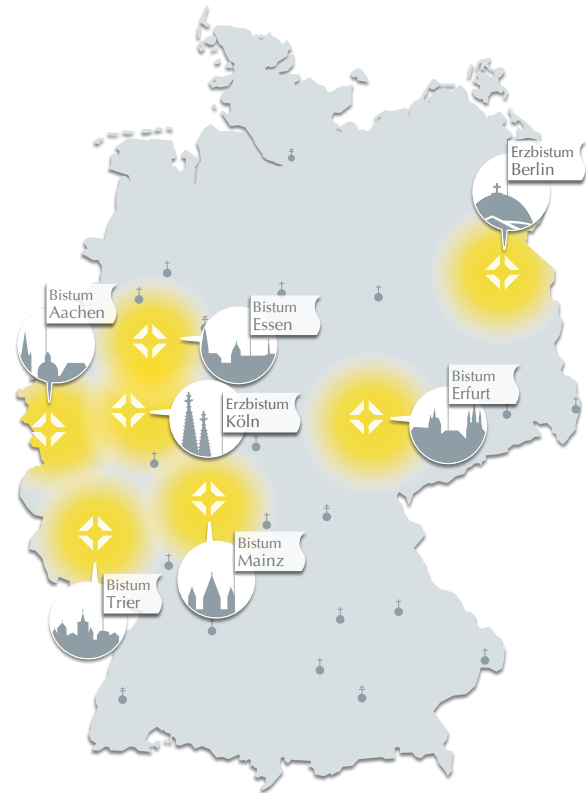 Erzbistum
Berlin
Bistum
Aachen
Bistum
Essen
Bistum
Erfurt
Erzbistum
Köln
Bistum
Mainz
Bistum
Trier